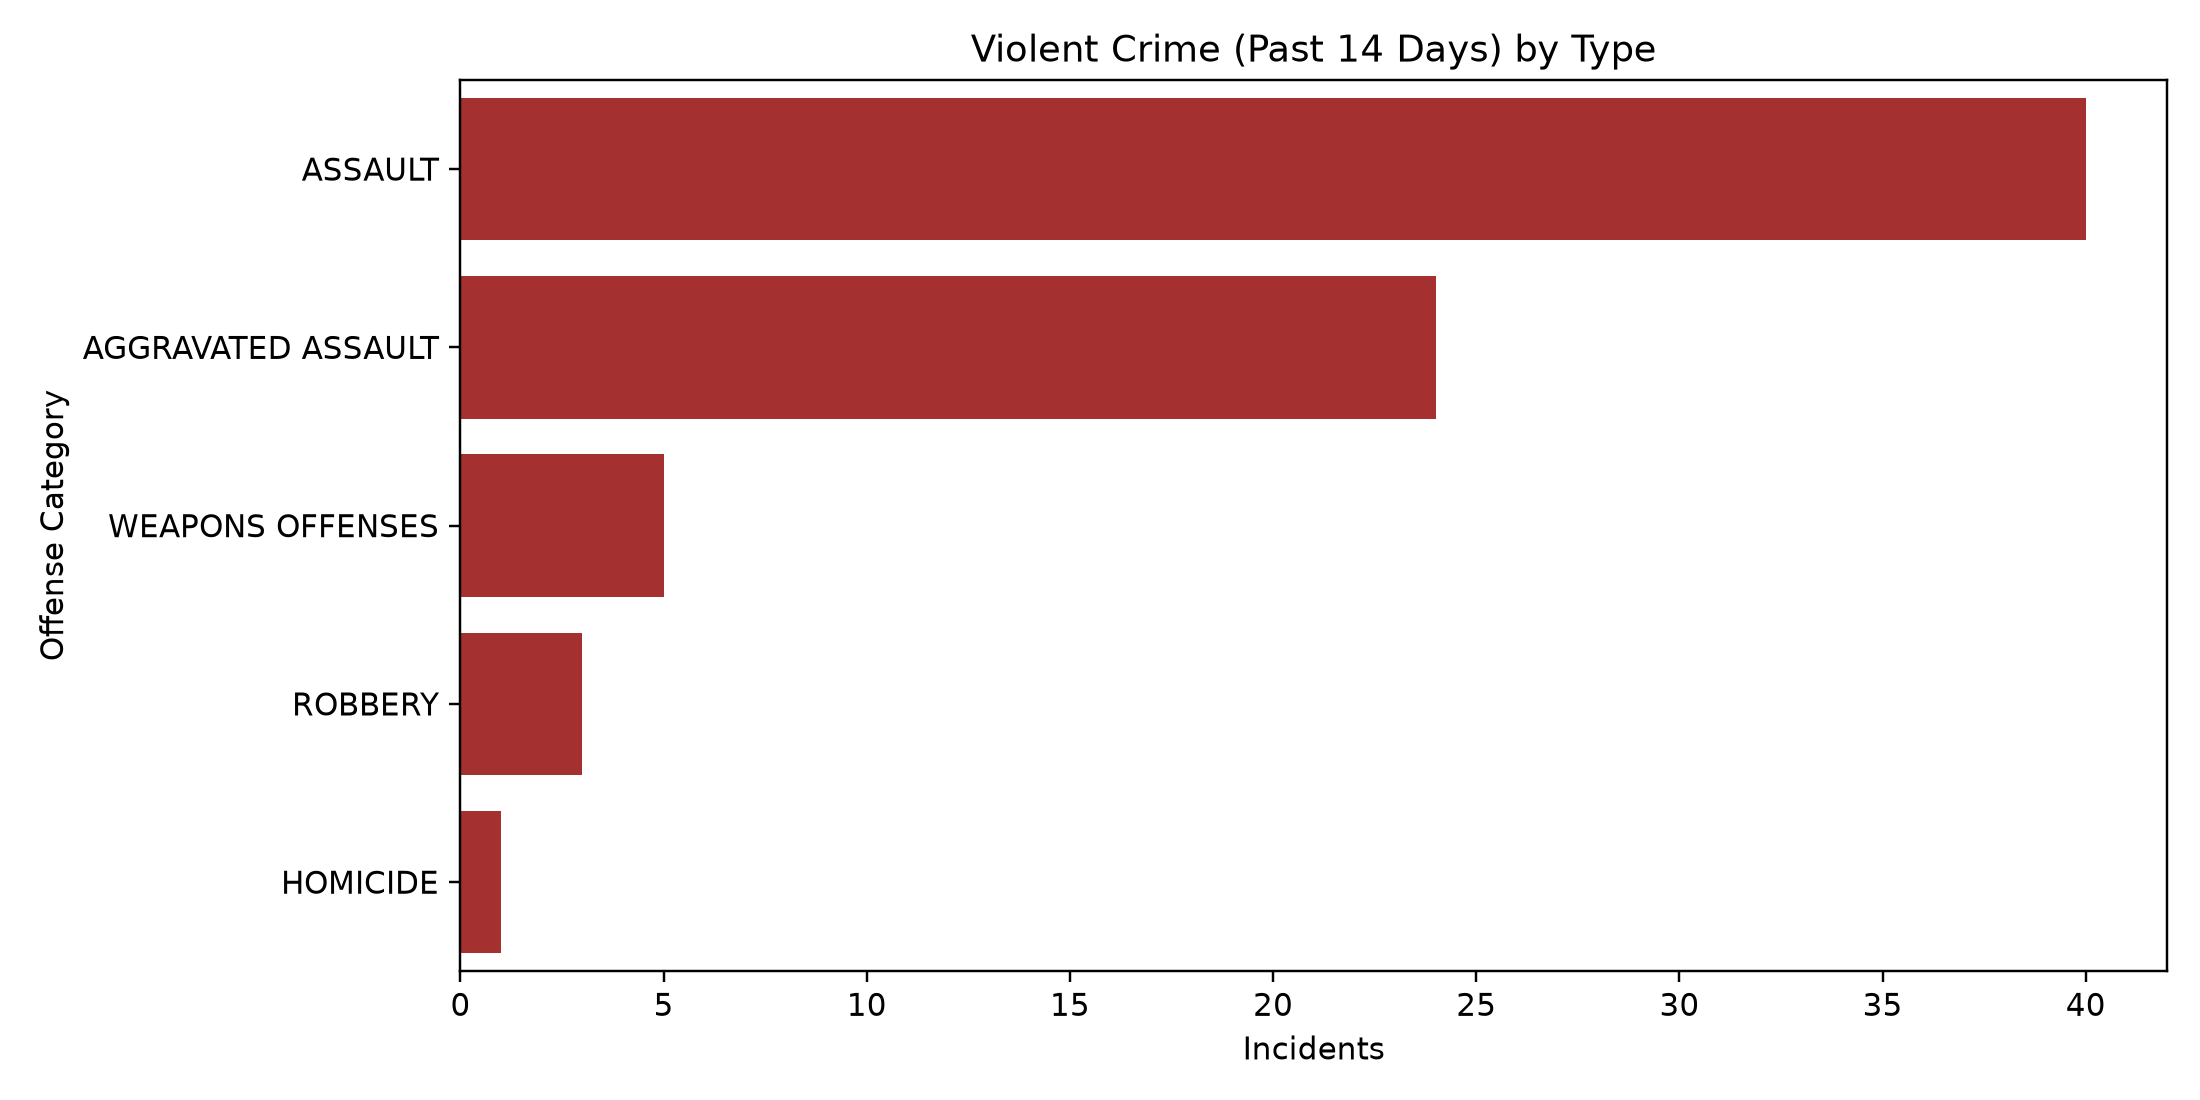 Violent Crime (Past 14 Days) by Type
Offense Category
ASSAULT
AGGRAVATED ASSAULT
WEAPONS OFFENSES
ROBBERY
HOMICIDE
0 5 10 15 20 25 30 35 40
Incidents